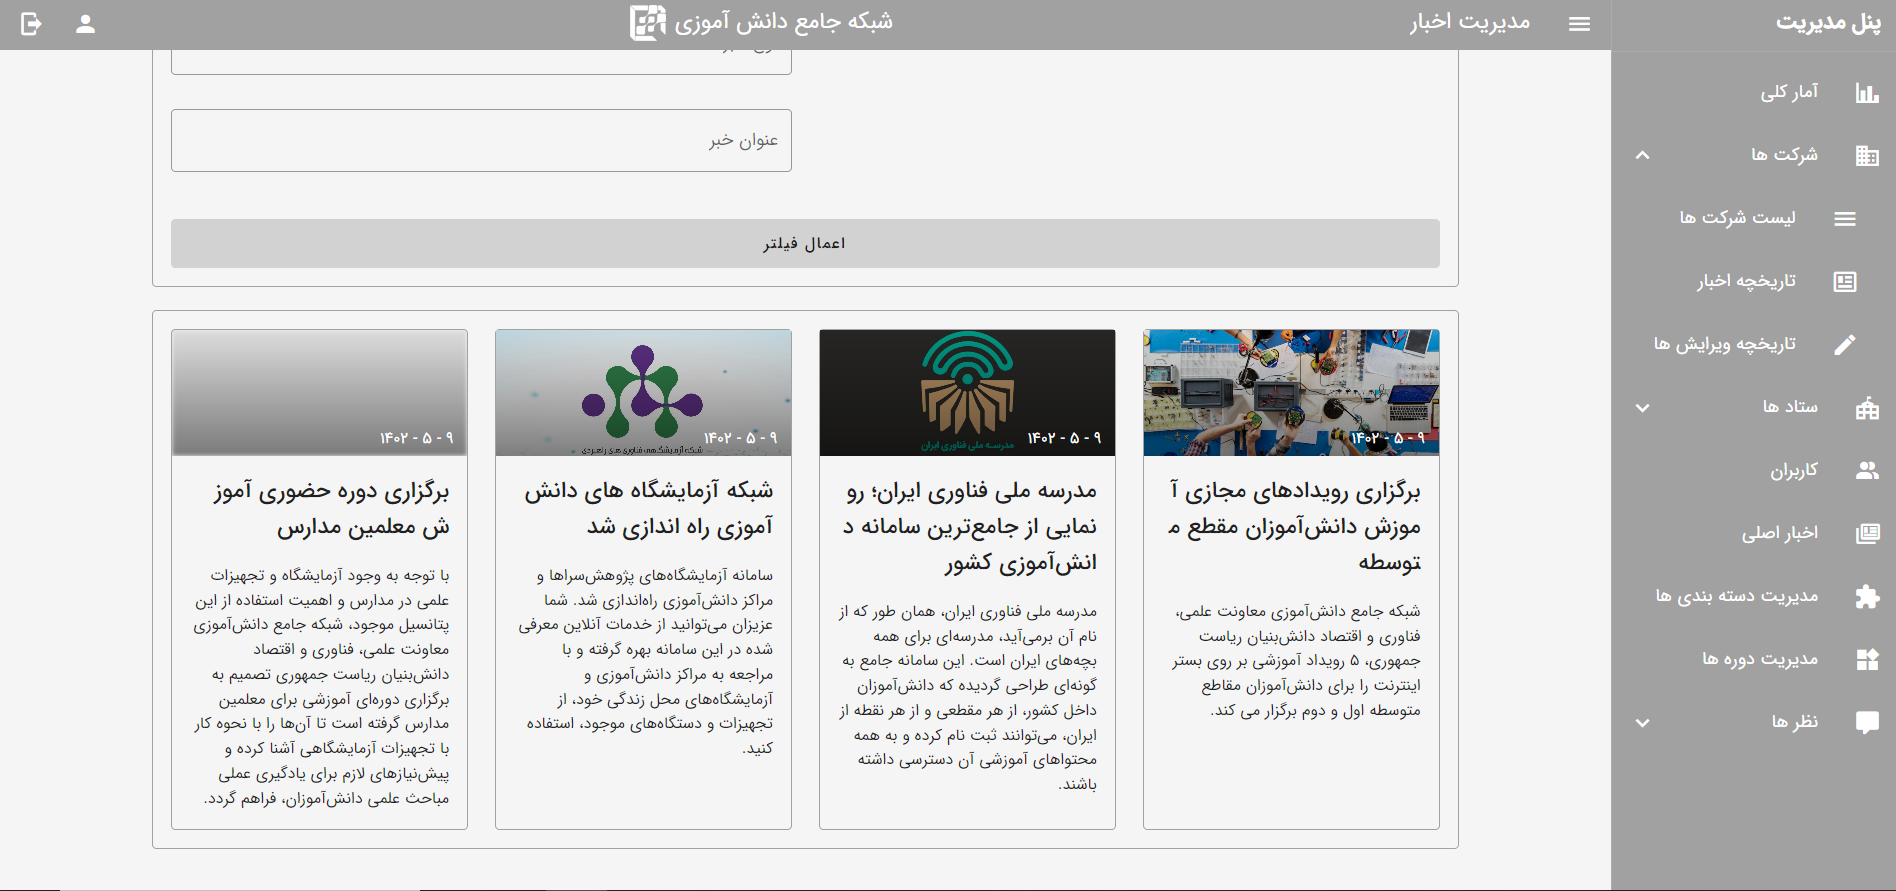 پنل مدیریت
آمار کلی
شرکت ها
لیست شرکت ها
تاریخچه اخبار
تاریخچه ویرایش ها
ستاد ها
کاربران
اخبار اصلی
مدیریت دسته بندی ها
مدیریت دوره ها
نظر ها
مدیریت اخبار
شبکه جامع دانش آموزی
عنوان خبر
اعمال فیلتر
۱۴۰۲ - ۵ - ۹
برگزاری رویدادهای مجازی آ
موزش دانش‌آموزان مقطع م
توسطه
شبکه جامع دانش‌آموزی معاونت علمی،
فناوری و اقتصاد دانش‌بنیان ریاست
جمهوری، ۵ رویداد آموزشی بر روی بستر
اینترنت را برای دانش‌آموزان مقاطع
متوسطه اول و دوم برگزار می کند.
مدرسه ملی فناوری ایران
۱۴۰۲ - ۵ - ۹
مدرسه ملی فناوری ایران؛ رو
نمایی از جامع‌ترین سامانه د
انش‌آموزی کشور
مدرسه ملی فناوری ایران، همان طور که از
نام آن برمی‌آید، مدرسه‌ای برای همه
بچه‌های ایران است. این سامانه جامع به
گونه‌ای طراحی گردیده که دانش‌آموزان
داخل کشور، از هر مقطعی و از هر نقطه از
ایران، می‌توانند ثبت نام کرده و به همه
محتواهای آموزشی آن دسترسی داشته
باشند.
۱۴۰۲ - ۵ - ۹
شبکه آزمایشگاهی فناوری های راهبردی
شبکه آزمایشگاه های دانش
آموزی راه اندازی شد
سامانه آزمایشگاه‌های پژوهش‌سراها و
مراکز دانش‌آموزی راه‌اندازی شد. شما
عزیزان می‌توانید از خدمات آنلاین معرفی
شده در این سامانه بهره گرفته و با
مراجعه به مراکز دانش‌آموزی و
آزمایشگاه‌های محل زندگی خود، از
تجهیزات و دستگاه‌های موجود، استفاده
کنید.
۱۴۰۲ - ۵ - ۹
برگزاری دوره حضوری آموز
ش معلمین مدارس
با توجه به وجود آزمایشگاه و تجهیزات
علمی در مدارس و اهمیت استفاده از این
پتانسیل موجود، شبکه جامع دانش‌آموزی
معاونت علمی، فناوری و اقتصاد
دانش‌بنیان ریاست جمهوری تصمیم به
برگزاری دوره‌ای آموزشی برای معلمین
مدارس گرفته است تا آن‌ها را با نحوه کار
با تجهیزات آزمایشگاهی آشنا کرده و
پیش‌نیازهای لازم برای یادگیری عملی
مباحث علمی دانش‌آموزان، فراهم گردد.